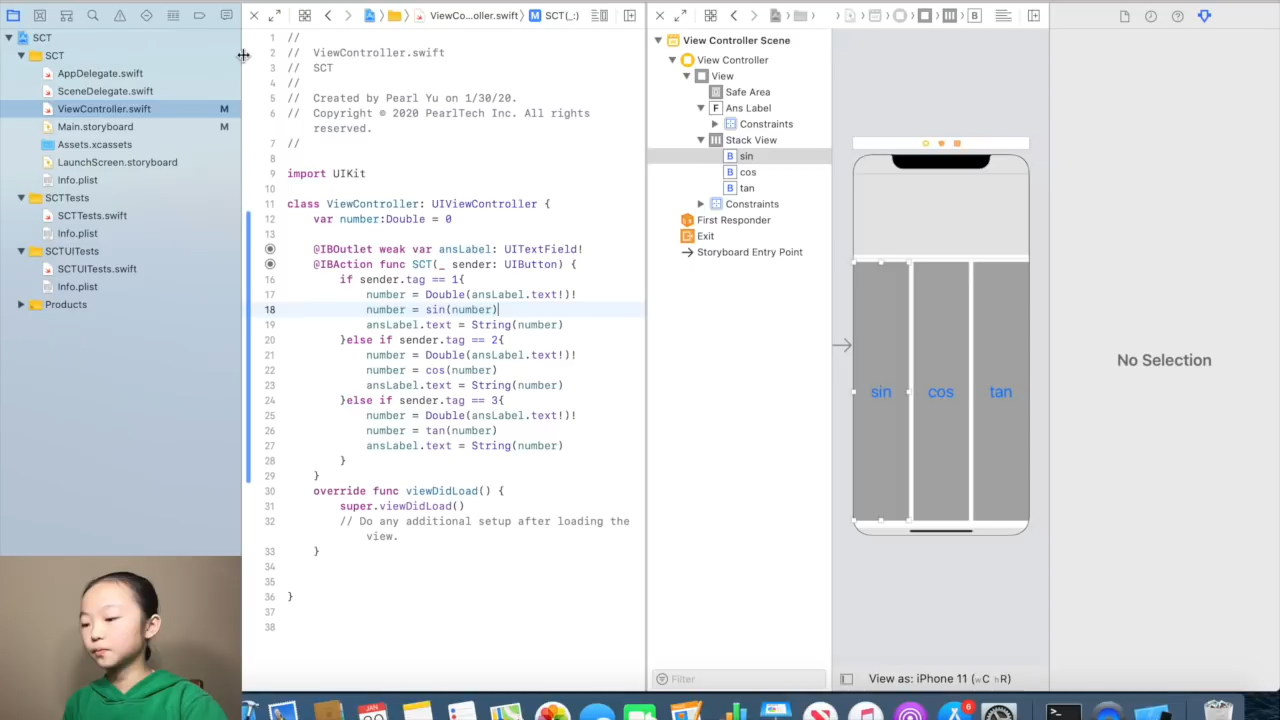 ViewCo...oller.swift
SCT(_:)
B
SCT
SCT
AppDelegate.swift
SceneDelegate.swift
ViewController.swift M
Main.storyboard M
Assets.xcassets
LaunchScreen.storyboard
Info.plist
SCTTests
SCTTests.swift
Info.plist
SCTUITests
SCTUITests.swift
Info.plist
Products
1 //
2 // ViewController.swift
3 // SCT
4 //
5 // Created by Pearl Yu on 1/30/20.
6 // Copyright © 2020 PearlTech Inc. All rights
reserved.
7 //
8
9 import UIKit
10
11 class ViewController: UIViewController {
12 var number:Double = 0
13
@IBOutlet weak var ansLabel: UITextField!
@IBAction func SCT(_ sender: UIButton) {
16 if sender.tag == 1{
17 number = Double(ansLabel.text!)!
18 number = sin(number)
19 ansLabel.text = String(number)
20 }else if sender.tag == 2{
21 number = Double(ansLabel.text!)!
22 number = cos(number)
23 ansLabel.text = String(number)
24 }else if sender.tag == 3{
25 number = Double(ansLabel.text!)!
26 number = tan(number)
27 ansLabel.text = String(number)
28 }
29 }
30 override func viewDidLoad() {
31 super.viewDidLoad()
32 // Do any additional setup after loading the
view.
33 }
34
35
36 }
37
38
View Controller Scene
View Controller
View
Safe Area
F Ans Label
Constraints
Stack View
B sin
B cos
B tan
Constraints
First Responder
Exit
Storyboard Entry Point
Filter
sin
cos
tan
View as: iPhone 11 (wC hR)
No Selection
JAN
30
6